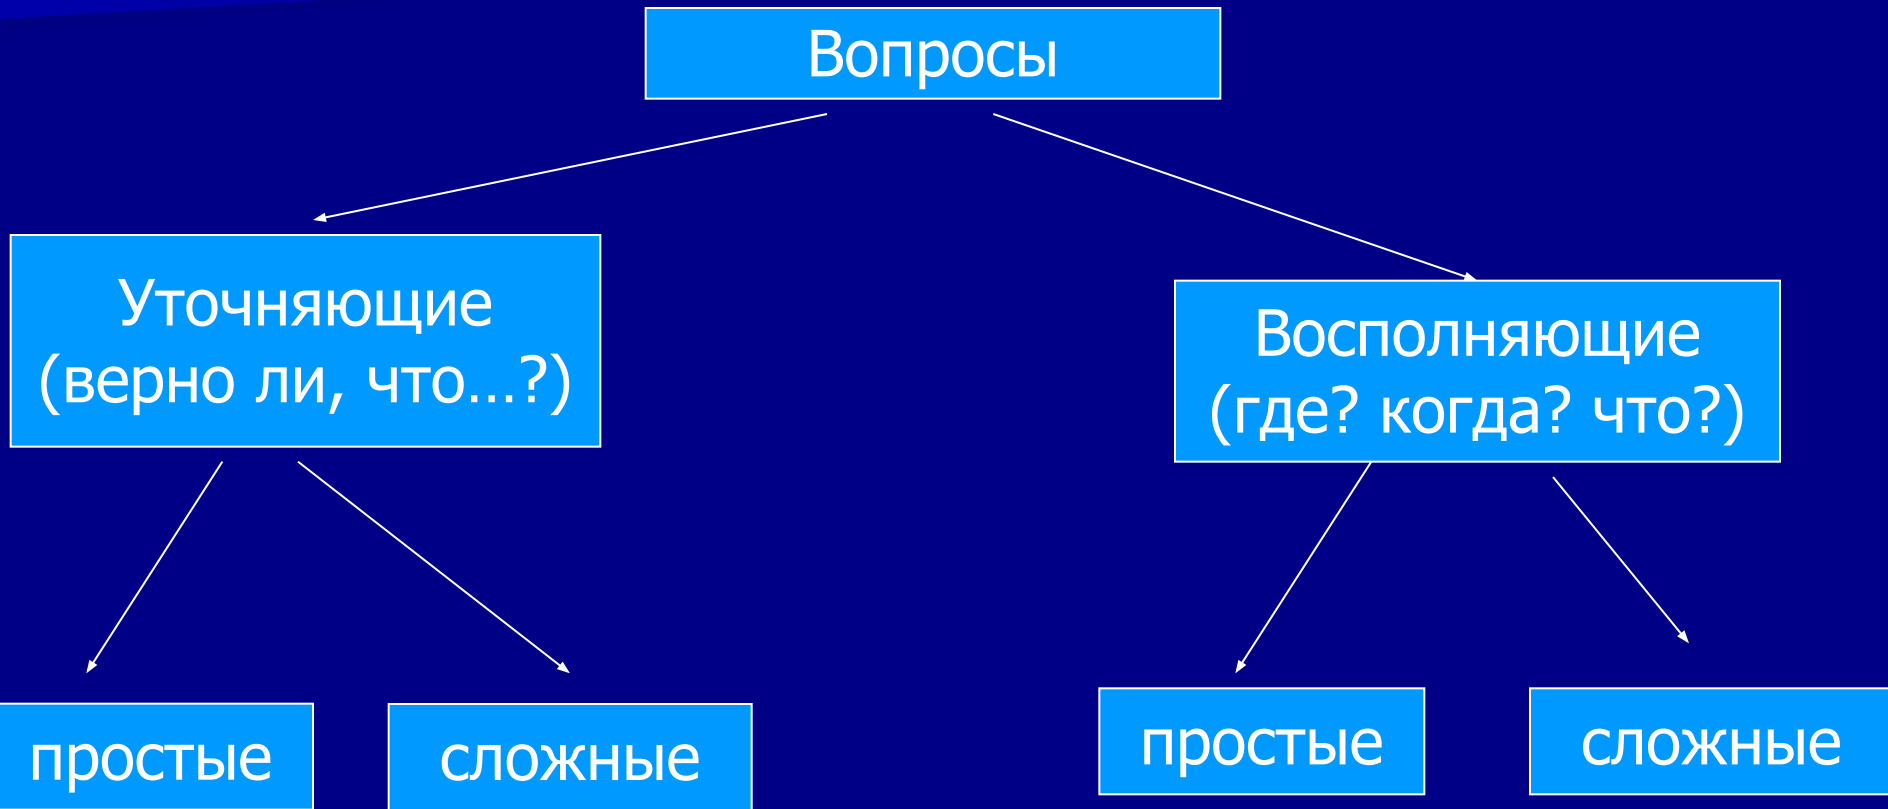 Вопросы
Уточняющие
(верно ли, что…?)
Восполняющие
(где? когда? что?)
простые
сложные
простые
сложные